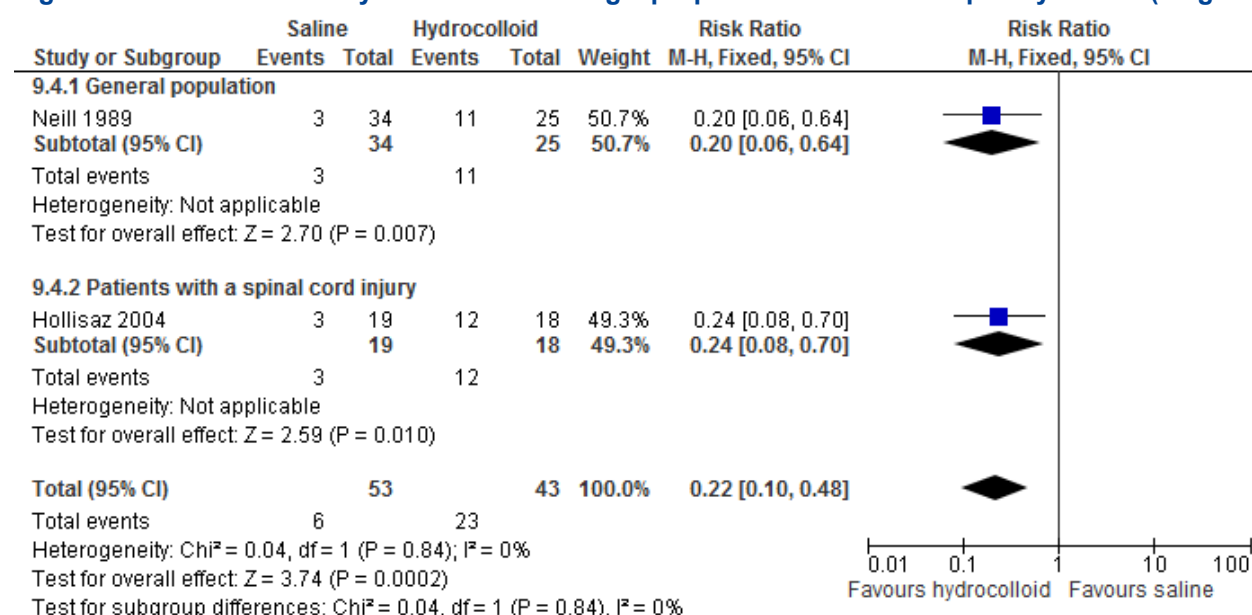 Saline Hydrocolloid Risk Ratio Risk Ratio
Study or Subgroup Events Total Events Total Weight M-H, Fixed, 95% CI M-H, Fixed, 95% CI
9.4.1 General population
Neill 1989 3 34 11 25 50.7% 0.20 [0.06, 0.64]
Subtotal (95% CI) 34 25 50.7% 0.20 [0.06, 0.64]
Total events 3 11
Heterogeneity: Not applicable
Test for overall effect: Z = 2.70 (P = 0.007)
9.4.2 Patients with a spinal cord injury
Hollisaz 2004 3 19 12 18 49.3% 0.24 [0.08, 0.70]
Subtotal (95% CI) 19 18 49.3% 0.24 [0.08, 0.70]
Total events 3 12
Heterogeneity: Not applicable
Test for overall effect: Z = 2.59 (P = 0.010)
Total (95% CI) 53 43 100.0% 0.22 [0.10, 0.48]
Total events 6 23
Heterogeneity: Chi² = 0.04, df = 1 (P = 0.84); I² = 0%
Test for overall effect: Z = 3.74 (P = 0.0002)
Test for subgroup differences: Chi² = 0.04, df = 1 (P = 0.84), I² = 0%
0.01 0.1 1 10 100
Favours hydrocolloid Favours saline